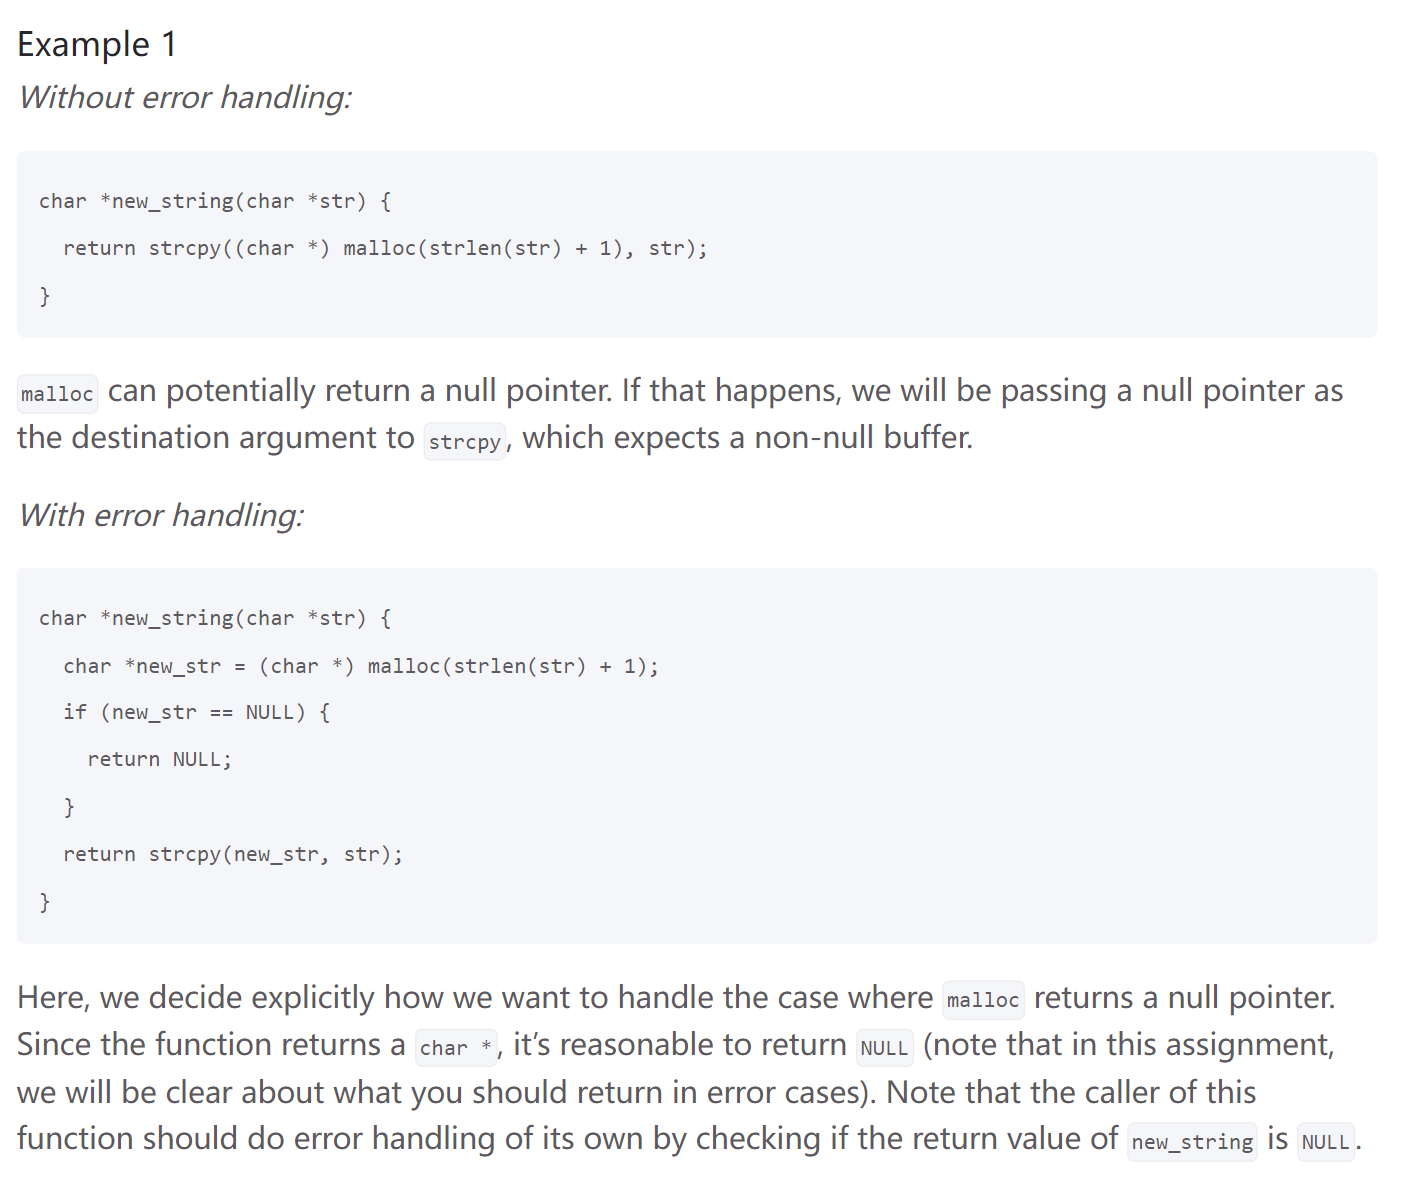 Example 1
Without error handling:
char *new_string(char *str) {
  return strcpy((char *) malloc(strlen(str) + 1), str);
}
malloc can potentially return a null pointer. If that happens, we will be passing a null pointer as
the destination argument to strcpy, which expects a non-null buffer.
With error handling:
char *new_string(char *str) {
  char *new_str = (char *) malloc(strlen(str) + 1);
  if (new_str == NULL) {
    return NULL;
  }
  return strcpy(new_str, str);
}
Here, we decide explicitly how we want to handle the case where malloc returns a null pointer.
Since the function returns a char *, it’s reasonable to return NULL (note that in this assignment,
we will be clear about what you should return in error cases). Note that the caller of this
function should do error handling of its own by checking if the return value of new_string is NULL.